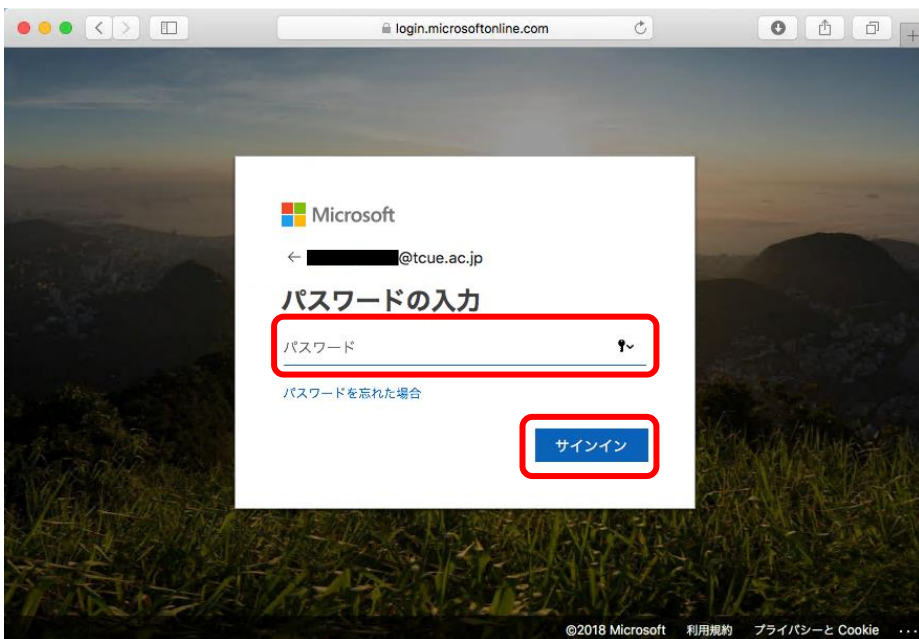 login.microsoftonline.com
Microsoft
@tcue.ac.jp
パスワードの入力
パスワード
パスワードを忘れた場合
サインイン
©2018 Microsoft 利用規約 プライバシーと Cookie ...